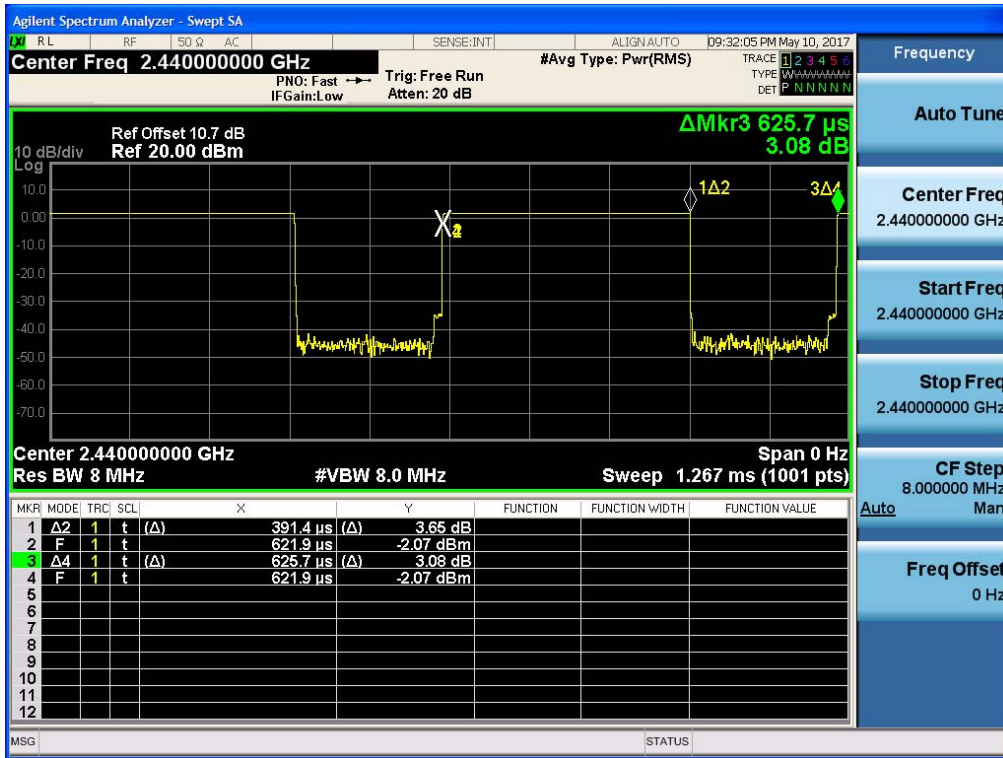 Agilent Spectrum Analyzer - Swept SA
LXI RL RF 50 Ω AC SENSE:INT ALIGN AUTO 09:32:05 PM May 10, 2017
Center Freq 2.440000000 GHz
PNO: Fast
IFGain:Low
Trig: Free Run
Atten: 20 dB
#Avg Type: Pwr(RMS)
TRACE 1 2 3 4 5 6
TYPE
DET P N N N N N
Frequency
Auto Tune
Center Freq
2.440000000 GHz
Start Freq
2.440000000 GHz
Stop Freq
2.440000000 GHz
CF Step
8.000000 MHz
Auto Man
Freq Offset
0 Hz
ΔMkr3 625.7 µs
3.08 dB
Ref Offset 10.7 dB
10 dB/div Ref 20.00 dBm
Log
10.0
0.00
-10.0
-20.0
-30.0
-40.0
-50.0
-60.0
-70.0
1Δ2
3Δ4
Center 2.440000000 GHz Span 0 Hz
Res BW 8 MHz #VBW 8.0 MHz Sweep 1.267 ms (1001 pts)
MKR MODE TRC SCL X Y FUNCTION FUNCTION WIDTH FUNCTION VALUE
1 Δ2 1 t (Δ) 391.4 µs (Δ) 3.65 dB
2 F 1 t 621.9 µs -2.07 dBm
3 Δ4 1 t (Δ) 625.7 µs (Δ) 3.08 dB
4 F 1 t 621.9 µs -2.07 dBm
5
6
7
8
9
10
11
12
MSG STATUS